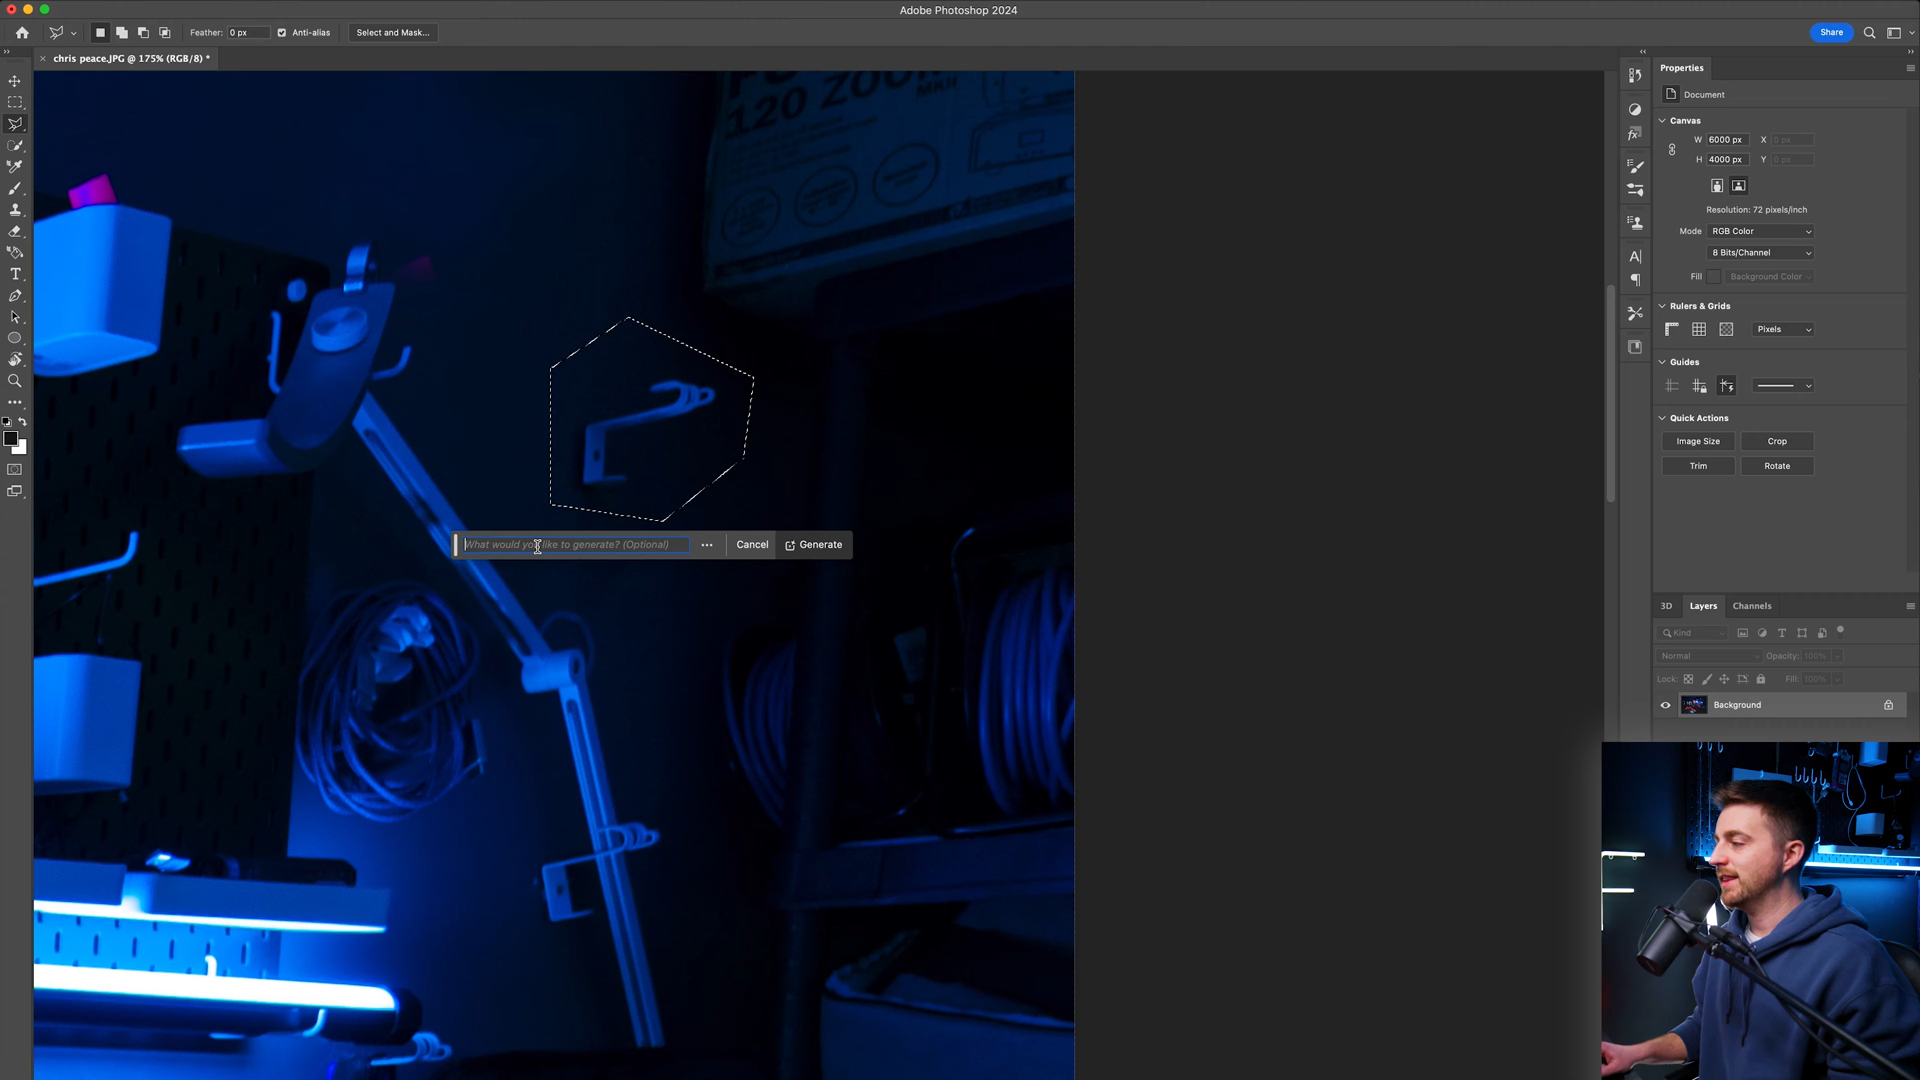 Adobe Photoshop 2024
Feather: 0 px
Anti-alias
Select and Mask...
Share
chris peace.JPG @ 175% (RGB/8) *
120 ZOOM
MKII
What would you like to generate? (Optional)
Cancel
Generate
Properties
Document
Canvas
W 6000 px X 0 px
H 4000 px Y 0 px
Resolution: 72 pixels/inch
Mode RGB Color
8 Bits/Channel
Fill Background Color
Rulers & Grids
Pixels
Guides
Quick Actions
Image Size Crop
Trim Rotate
3D Layers Channels
Kind
Normal Opacity: 100%
Lock: Fill: 100%
Background